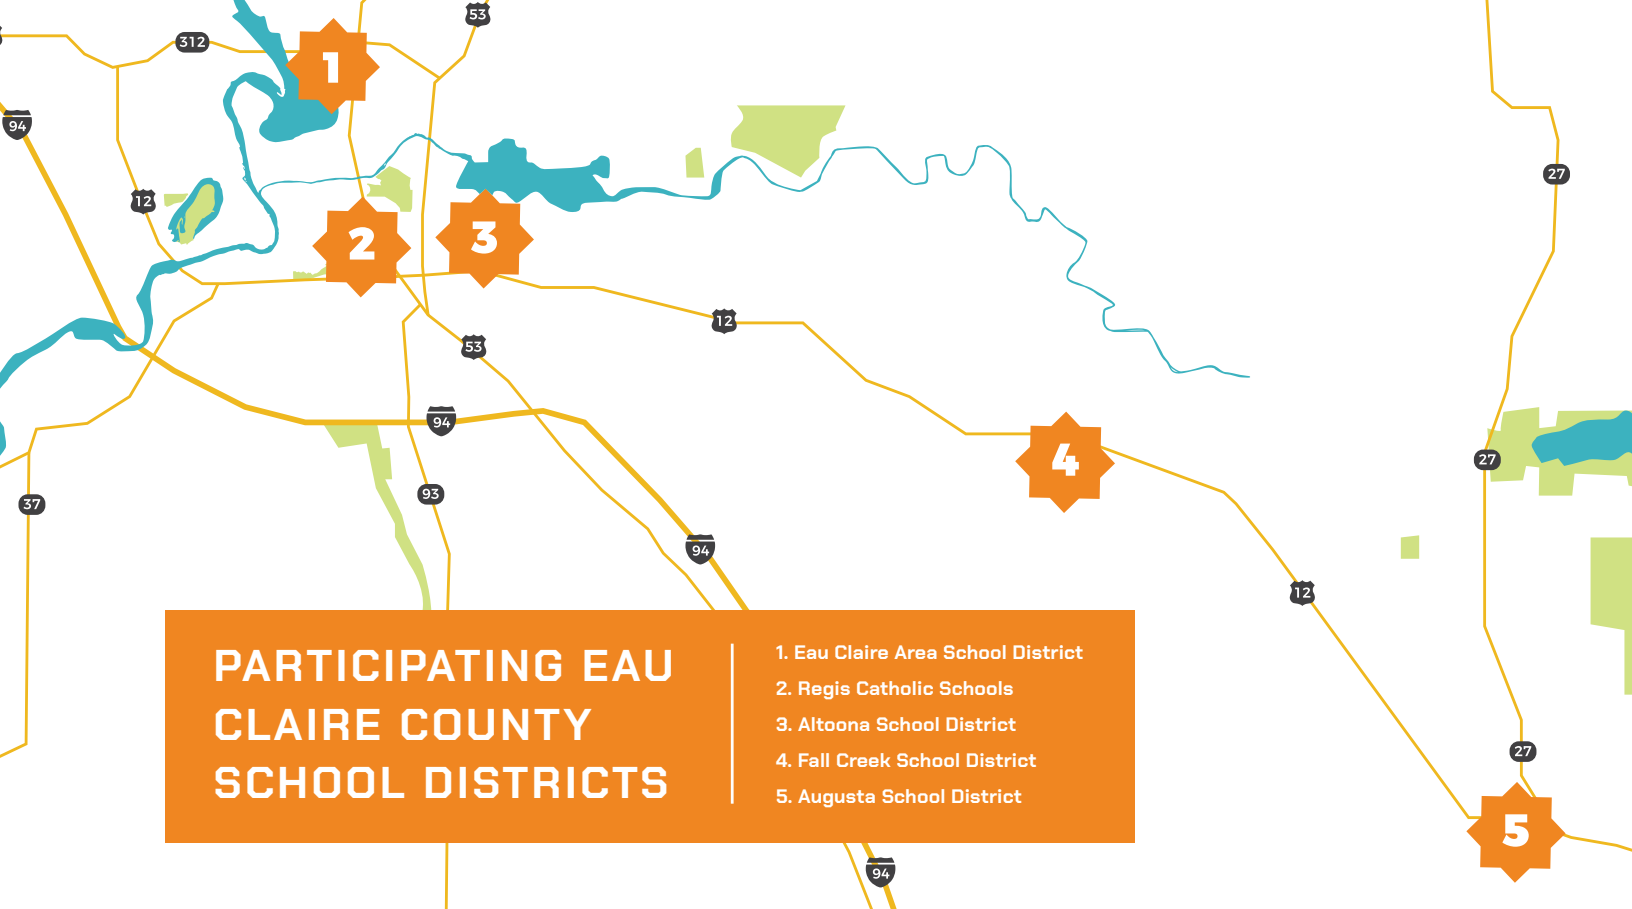 53
312
1
94
27
12
2
3
12
53
94
4
27
37
93
94
12
PARTICIPATING EAU
CLAIRE COUNTY
SCHOOL DISTRICTS
1. Eau Claire Area School District
2. Regis Catholic Schools
3. Altoona School District
4. Fall Creek School District
5. Augusta School District
27
5
94